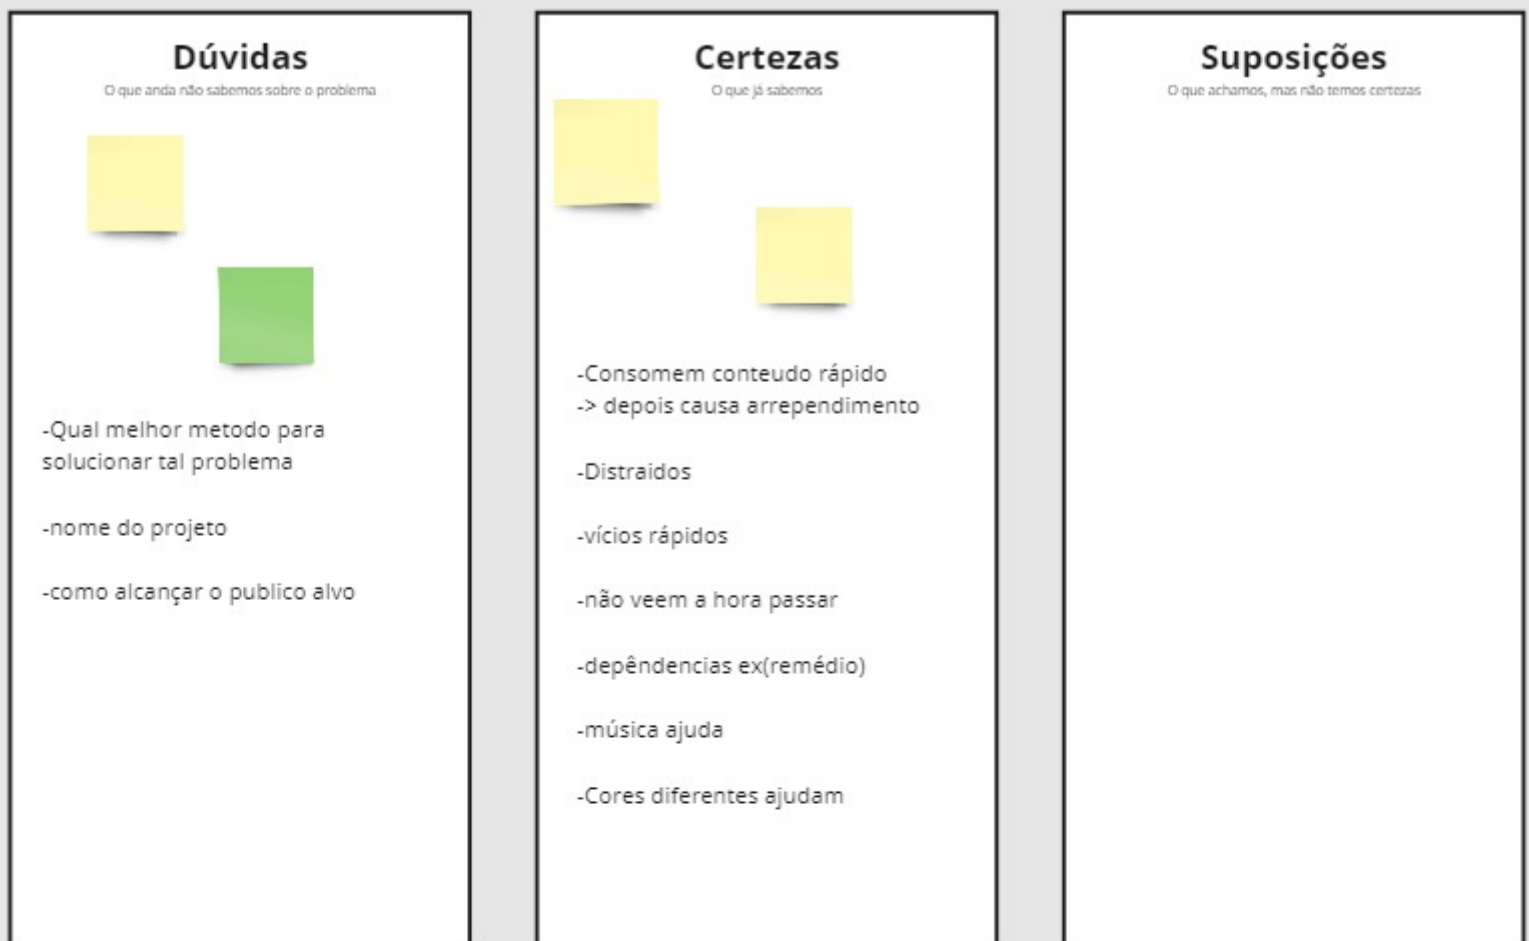 Dúvidas
O que anda não sabemos sobre o problema
-Qual melhor metodo para
solucionar tal problema
-nome do projeto
-como alcançar o publico alvo
Certezas
O que já sabemos
-Consomem conteudo rápido
-> depois causa arrependimento
-Distraidos
-vícios rápidos
-não veem a hora passar
-depêndencias ex(remédio)
-música ajuda
-Cores diferentes ajudam
Suposições
O que achamos, mas não temos certezas